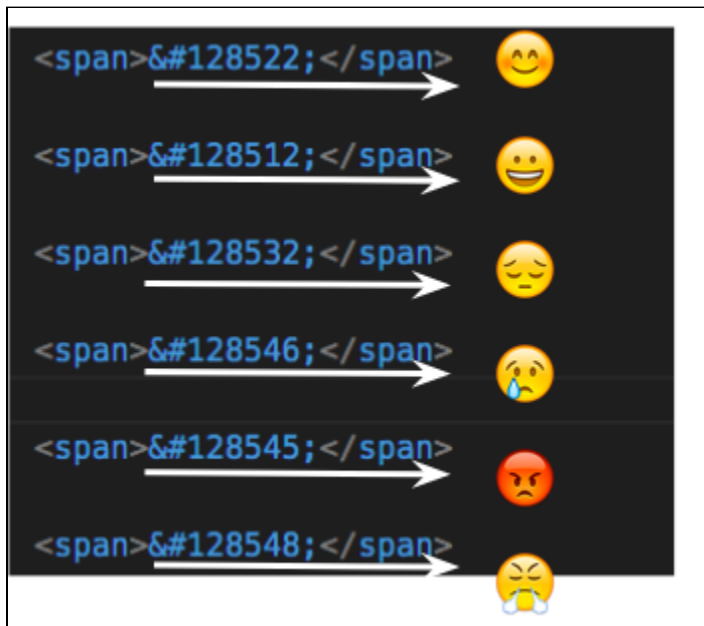 <span>&#128522;</span> 😊
<span>&#128512;</span> 😀
<span>&#128532;</span> 😔
<span>&#128546;</span> 😢
<span>&#128545;</span> 😡
<span>&#128548;</span> 😤